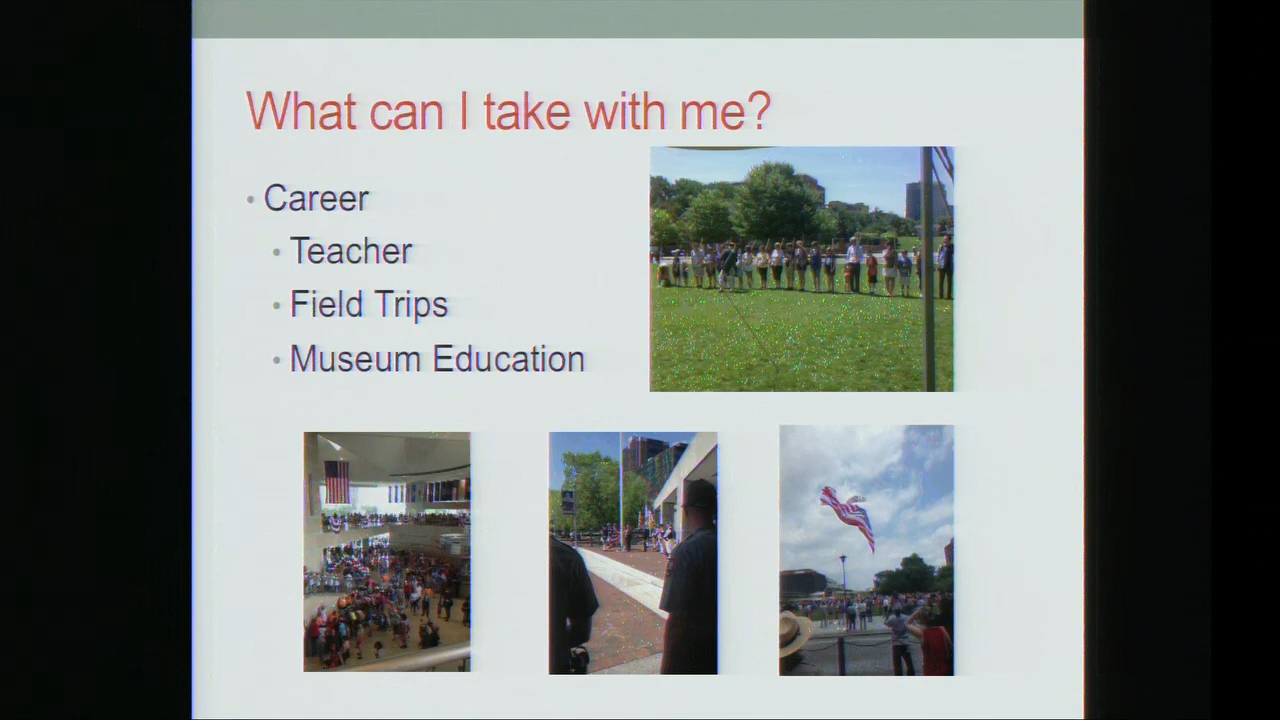 What can I take with me?
• Career
• Teacher
• Field Trips
• Museum Education